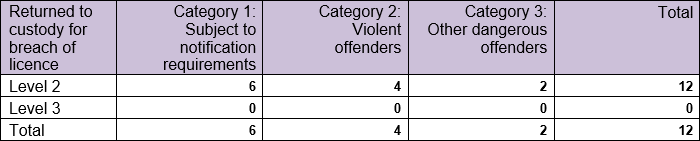 Returned to custody for breach of licence Category 1: Subject to notification requirements Category 2: Violent offenders Category 3: Other dangerous offenders Total
Level 2 6 4 2 12
Level 3 0 0 0 0
Total 6 4 2 12